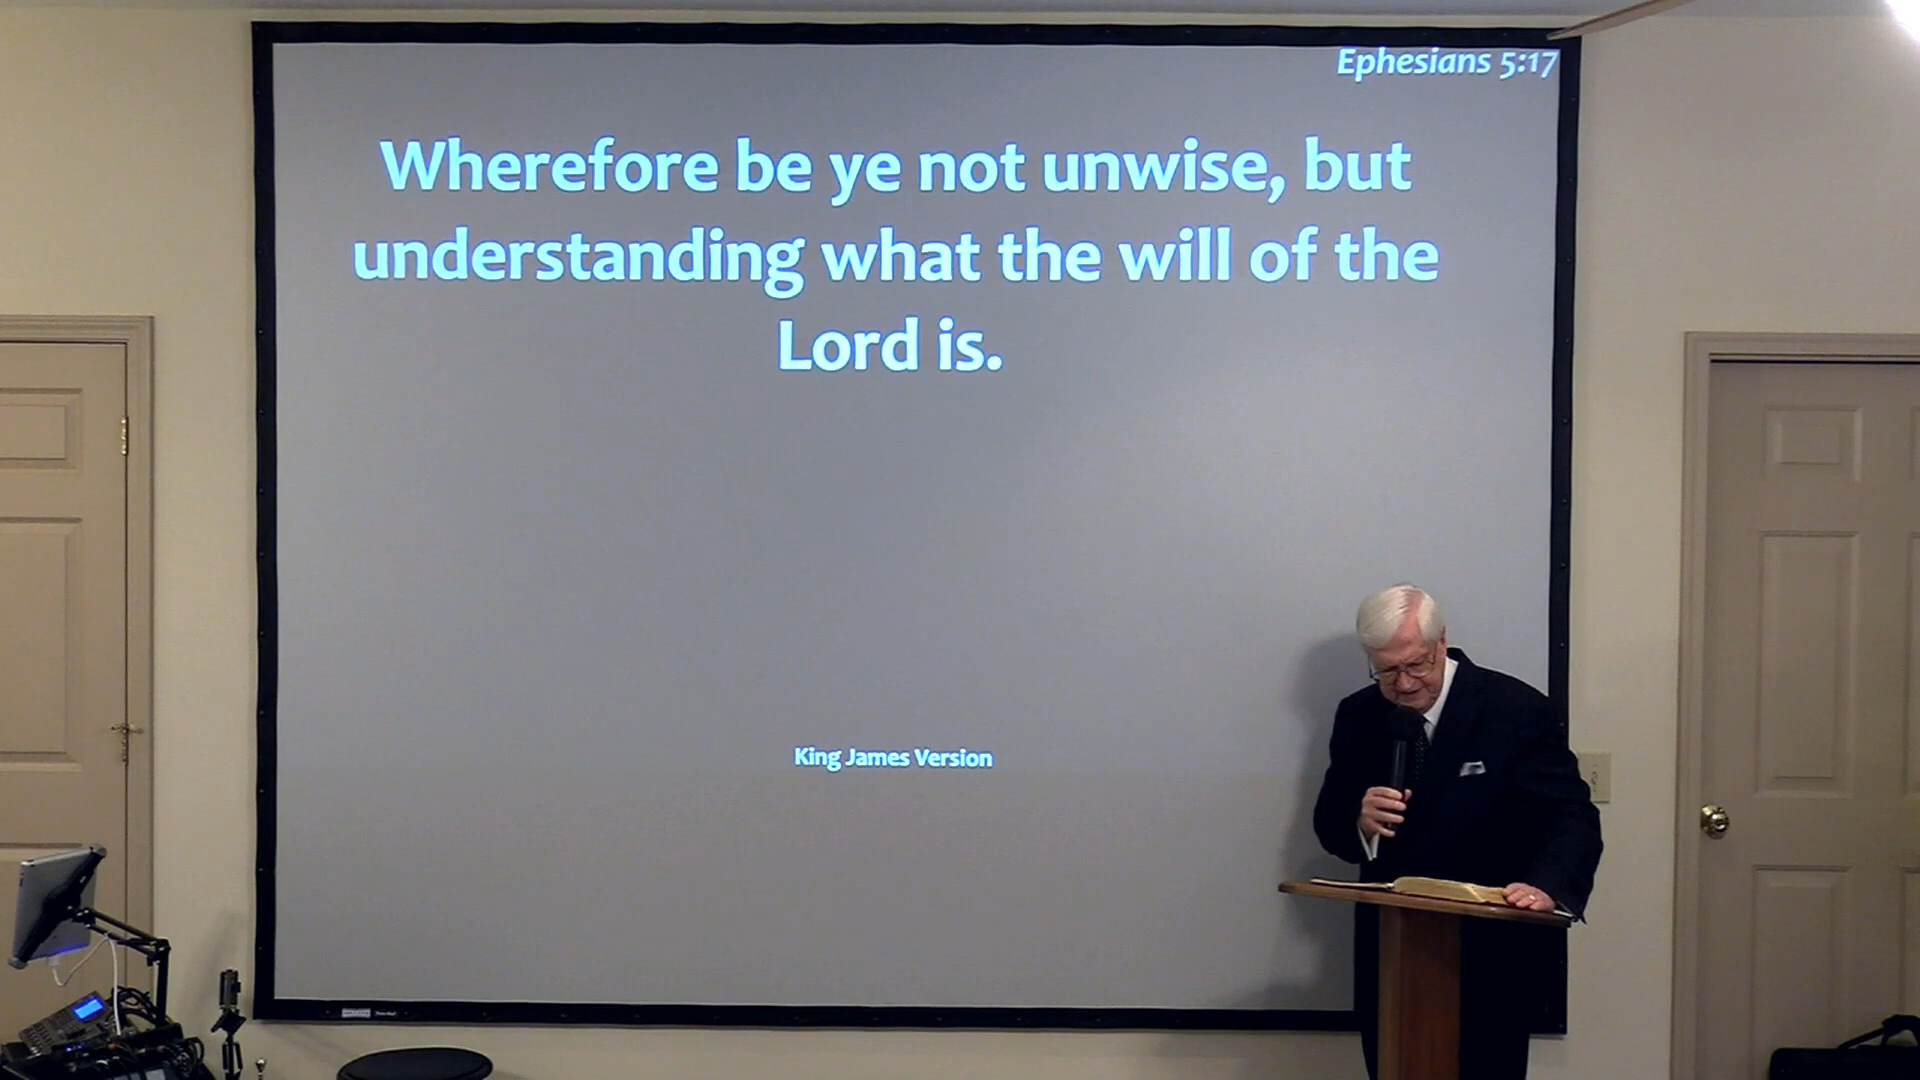 Ephesians 5:17
Wherefore be ye not unwise, but
understanding what the will of the
Lord is.
King James Version